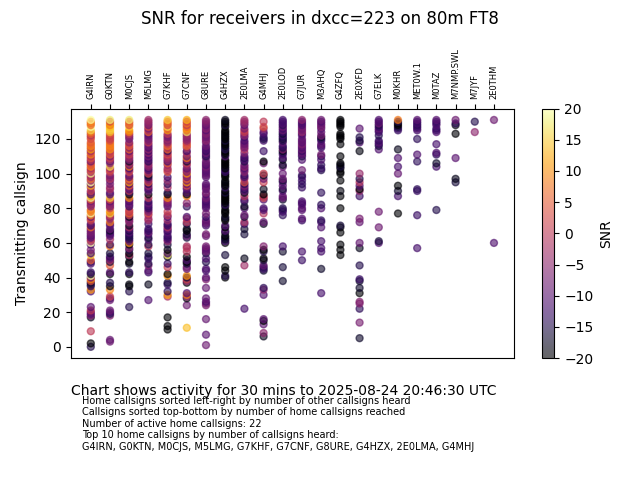 SNR for receivers in dxcc=223 on 80m FT8
G4IRN G0KTN M0CJS M5LMG G7KHF G7CNF G8URE G4HZX 2E0LMA G4MHJ 2E0LOD G7JUR M3AHQ G4ZFQ 2E0XFD G7ELK M0KHR MET0W.1 M0TAZ M7NMP.SWL M7JYF 2E0THM
120
100
80
60
40
20
0
Transmitting callsign
20
15
10
5
0
−5
−10
−15
−20
SNR
Chart shows activity for 30 mins to 2025-08-24 20:46:30 UTC
Home callsigns sorted left-right by number of other callsigns heard
Callsigns sorted top-bottom by number of home callsigns reached
Number of active home callsigns: 22
Top 10 home callsigns by number of callsigns heard:
G4IRN, G0KTN, M0CJS, M5LMG, G7KHF, G7CNF, G8URE, G4HZX, 2E0LMA, G4MHJ